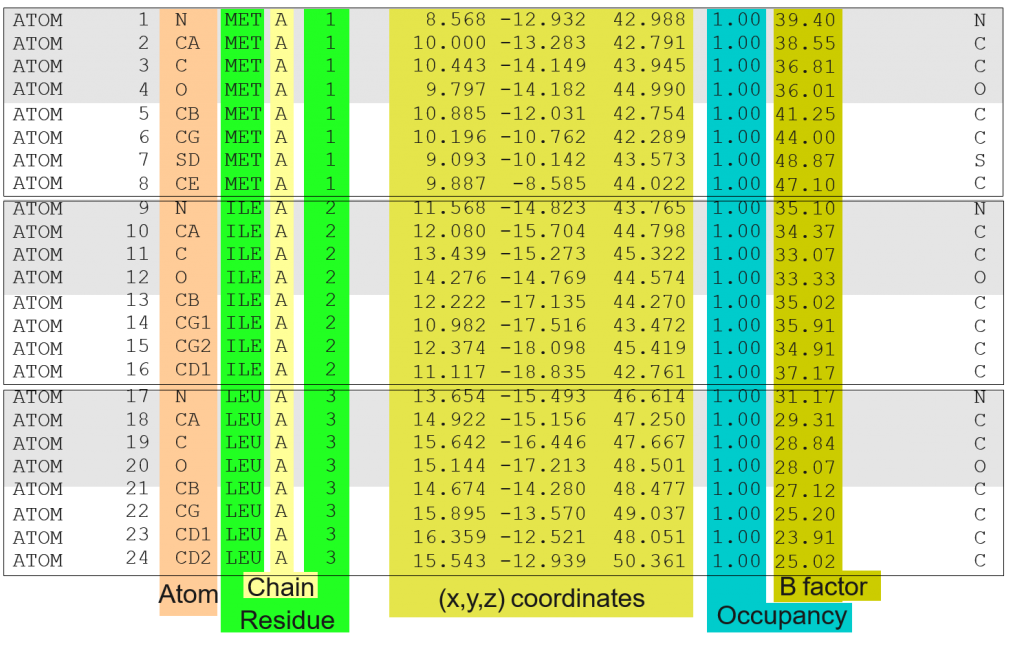 ATOM 1 N MET A 1 8.568 -12.932 42.988 1.00 39.40 N
ATOM 2 CA MET A 1 10.000 -13.283 42.791 1.00 38.55 C
ATOM 3 C MET A 1 10.443 -14.149 43.945 1.00 36.81 C
ATOM 4 O MET A 1 9.797 -14.182 44.990 1.00 36.01 O
ATOM 5 CB MET A 1 10.885 -12.031 42.754 1.00 41.25 C
ATOM 6 CG MET A 1 10.196 -10.762 42.289 1.00 44.00 C
ATOM 7 SD MET A 1 9.093 -10.142 43.573 1.00 48.87 S
ATOM 8 CE MET A 1 9.887 -8.585 44.022 1.00 47.10 C
ATOM 9 N ILE A 2 11.568 -14.823 43.765 1.00 35.10 N
ATOM 10 CA ILE A 2 12.080 -15.704 44.798 1.00 34.37 C
ATOM 11 C ILE A 2 13.439 -15.273 45.322 1.00 33.07 C
ATOM 12 O ILE A 2 14.276 -14.769 44.574 1.00 33.33 O
ATOM 13 CB ILE A 2 12.222 -17.135 44.270 1.00 35.02 C
ATOM 14 CG1 ILE A 2 10.982 -17.516 43.472 1.00 35.91 C
ATOM 15 CG2 ILE A 2 12.374 -18.098 45.419 1.00 34.91 C
ATOM 16 CD1 ILE A 2 11.117 -18.835 42.761 1.00 37.17 C
ATOM 17 N LEU A 3 13.654 -15.493 46.614 1.00 31.17 N
ATOM 18 CA LEU A 3 14.922 -15.156 47.250 1.00 29.31 C
ATOM 19 C LEU A 3 15.642 -16.446 47.667 1.00 28.84 C
ATOM 20 O LEU A 3 15.144 -17.213 48.501 1.00 28.07 O
ATOM 21 CB LEU A 3 14.674 -14.280 48.477 1.00 27.12 C
ATOM 22 CG LEU A 3 15.895 -13.570 49.037 1.00 25.20 C
ATOM 23 CD1 LEU A 3 16.359 -12.521 48.051 1.00 23.91 C
ATOM 24 CD2 LEU A 3 15.543 -12.939 50.361 1.00 25.02 C
Atom Chain (x,y,z) coordinates B factor
Residue Occupancy